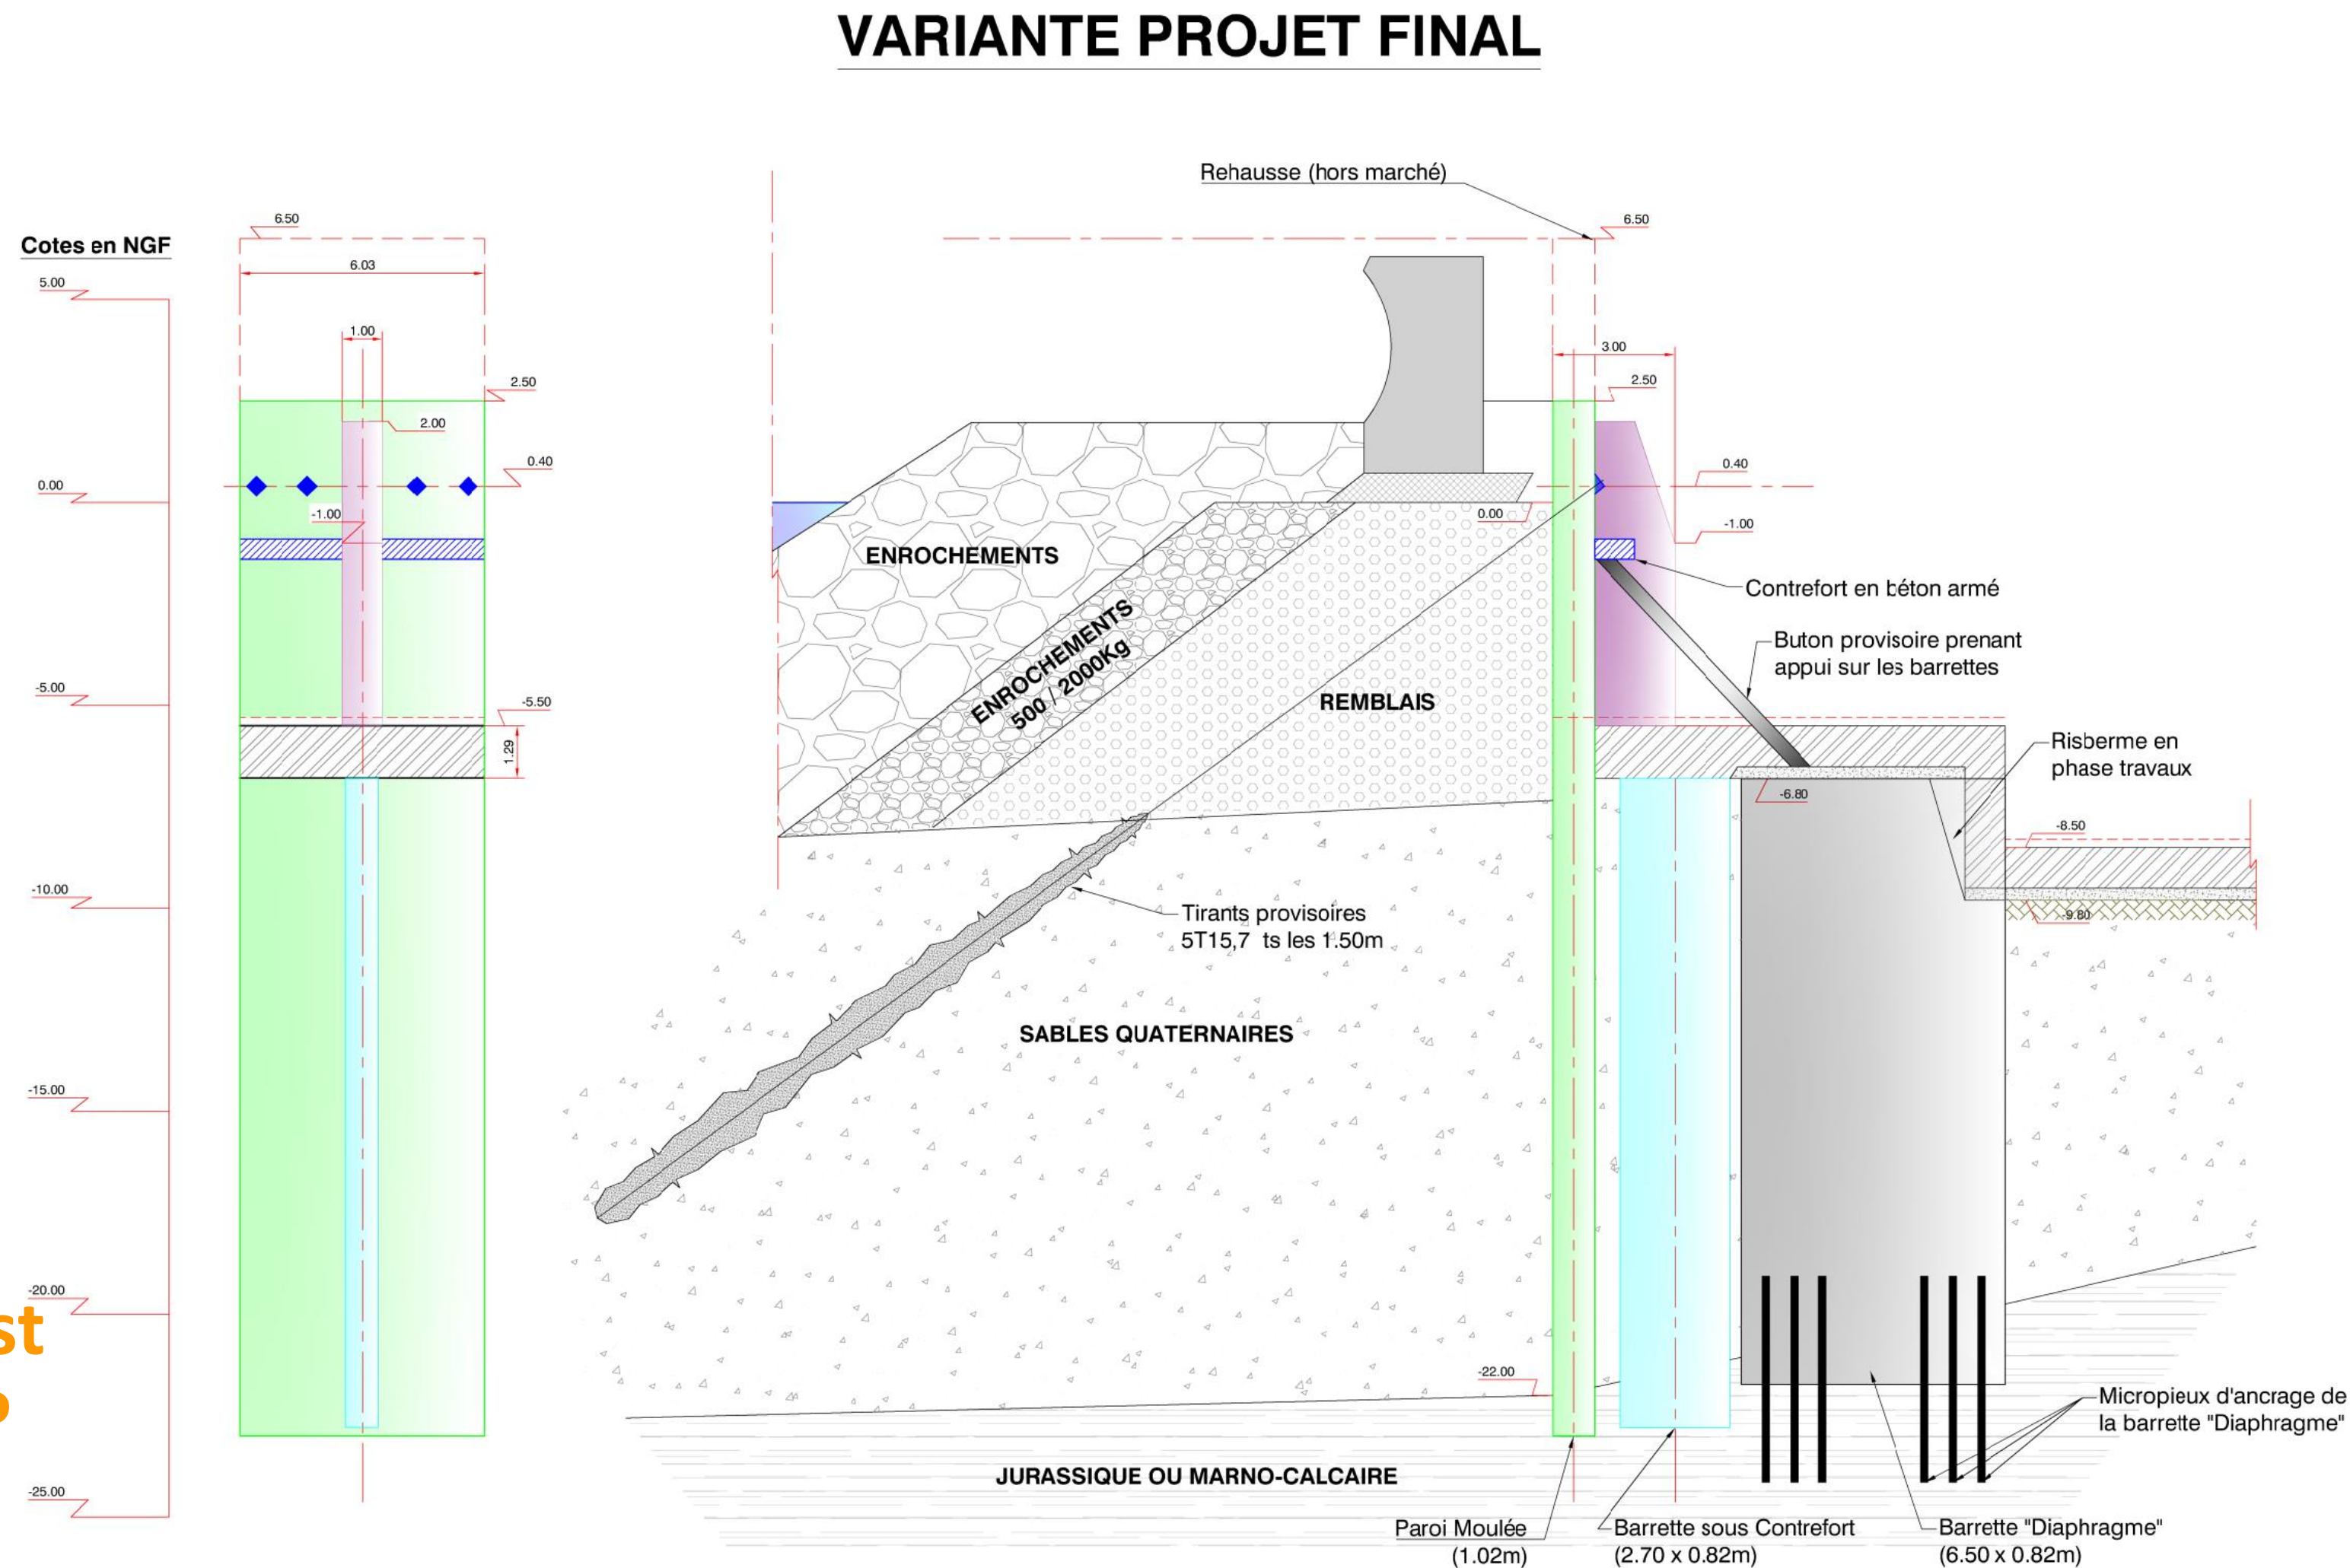 VARIANTE PROJET FINAL
Rehausse (hors marché)
Cotes en NGF
5.00
0.00
-5.00
-10.00
-15.00
-20.00
-25.00
6.50
6.03
1.00
2.50
2.00
0.40
-1.00
-5.50
1.29
6.50
3.00
2.50
0.40
0.00
-1.00
ENROCHEMENTS
ENROCHEMENTS
500 / 2000Kg
REMBLAIS
Contrefort en béton armé
Buton provisoire prenant
appui sur les barrettes
Risberme en
phase travaux
-6.80
-8.50
-9.80
Tirants provisoires
5T15,7 ts les 1.50m
SABLES QUATERNAIRES
-22.00
st
Micropieux d'ancrage de
la barrette "Diaphragme"
JURASSIQUE OU MARNO-CALCAIRE
Paroi Moulée
(1.02m)
Barrette sous Contrefort
(2.70 x 0.82m)
Barrette "Diaphragme"
(6.50 x 0.82m)